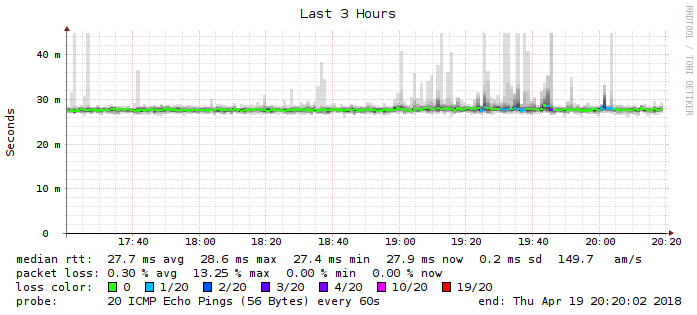 Last 3 Hours
RRDTOOL / TOBI OETIKER
Seconds
40 m
30 m
20 m
10 m
0
17:40 18:00 18:20 18:40 19:00 19:20 19:40 20:00 20:20
median rtt: 27.7 ms avg 28.6 ms max 27.4 ms min 27.9 ms now 0.2 ms sd 149.7 am/s
packet loss: 0.30 % avg 13.25 % max 0.00 % min 0.00 % now
loss color: 0 1/20 2/20 3/20 4/20 10/20 19/20
probe: 20 ICMP Echo Pings (56 Bytes) every 60s end: Thu Apr 19 20:20:02 2018